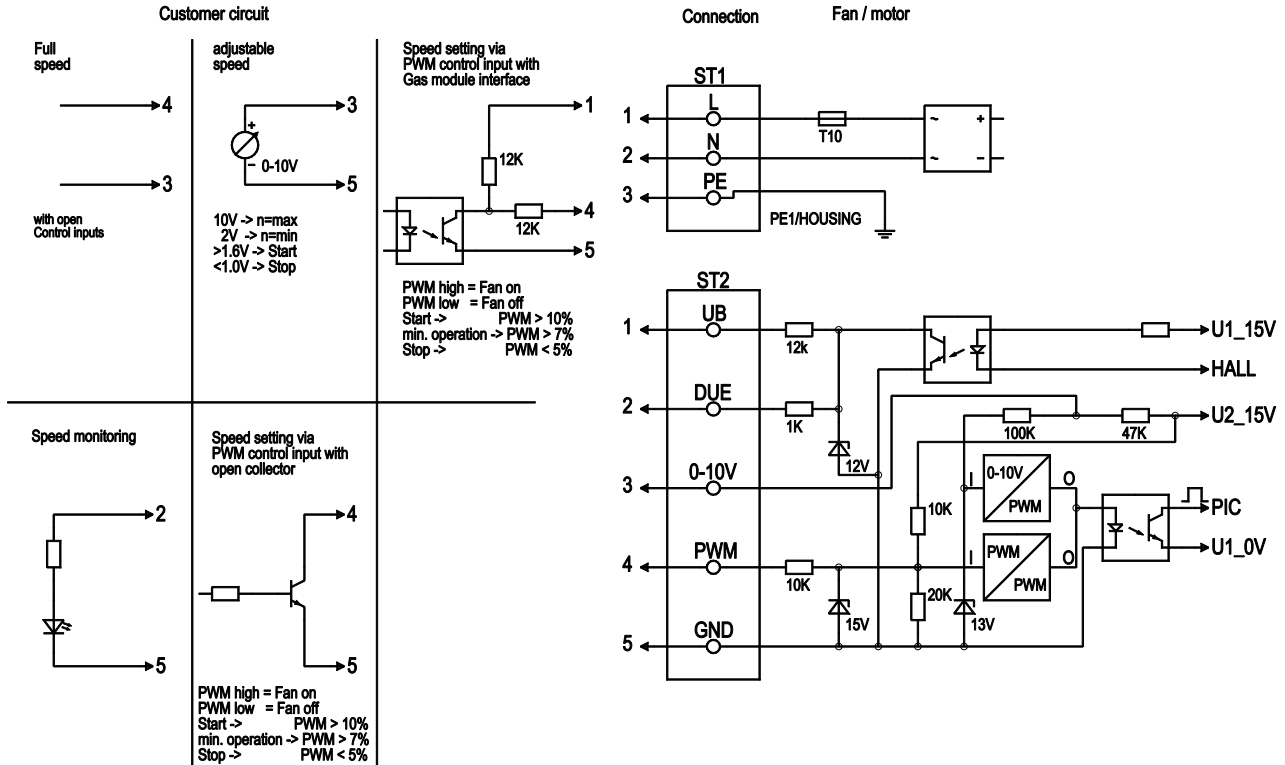 Customer circuit
Connection
Fan / motor
Full
speed
4
3
with open
Control inputs
adjustable
speed
3
+
-
0-10V
5
10V -> n=max
2V -> n=min
>1.6V -> Start
<1.0V -> Stop
Speed setting via
PWM control input with
Gas module interface
1
12K
4
12K
5
PWM high = Fan on
PWM low = Fan off
Start -> PWM > 10%
min. operation -> PWM > 7%
Stop -> PWM < 5%
Speed monitoring
2
5
Speed setting via
PWM control input with
open collector
4
5
PWM high = Fan on
PWM low = Fan off
Start -> PWM > 10%
min. operation -> PWM > 7%
Stop -> PWM < 5%
ST1
1
L
T10
~
+
2
N
~
-
3
PE
PE1/HOUSING
ST2
1
UB
12k
U1_15V
HALL
2
DUE
1K
12V
100K
47K
U2_15V
3
0-10V
I
0-10V
PWM
O
10K
PIC
U1_0V
4
PWM
10K
I
PWM
PWM
O
15V
20K
13V
5
GND